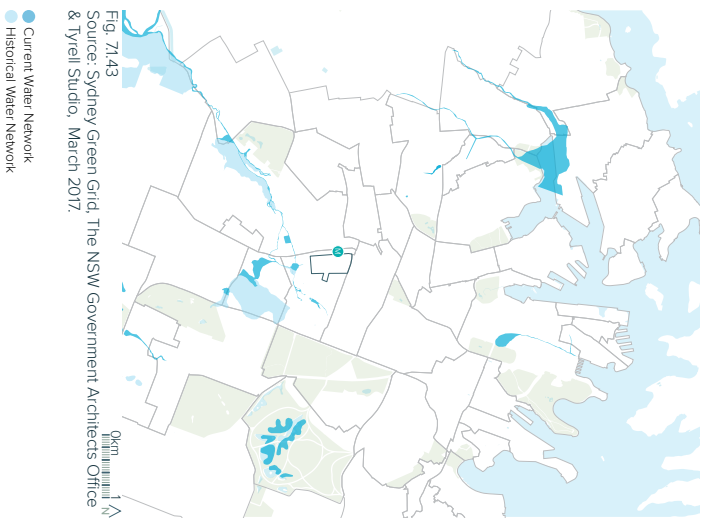 Fig. 7.1.43
Source: Sydney Green Grid, The NSW Government Architects Office
& Tyrell Studio, March 2017.
Current Water Network
Historical Water Network
0km 1
N
M